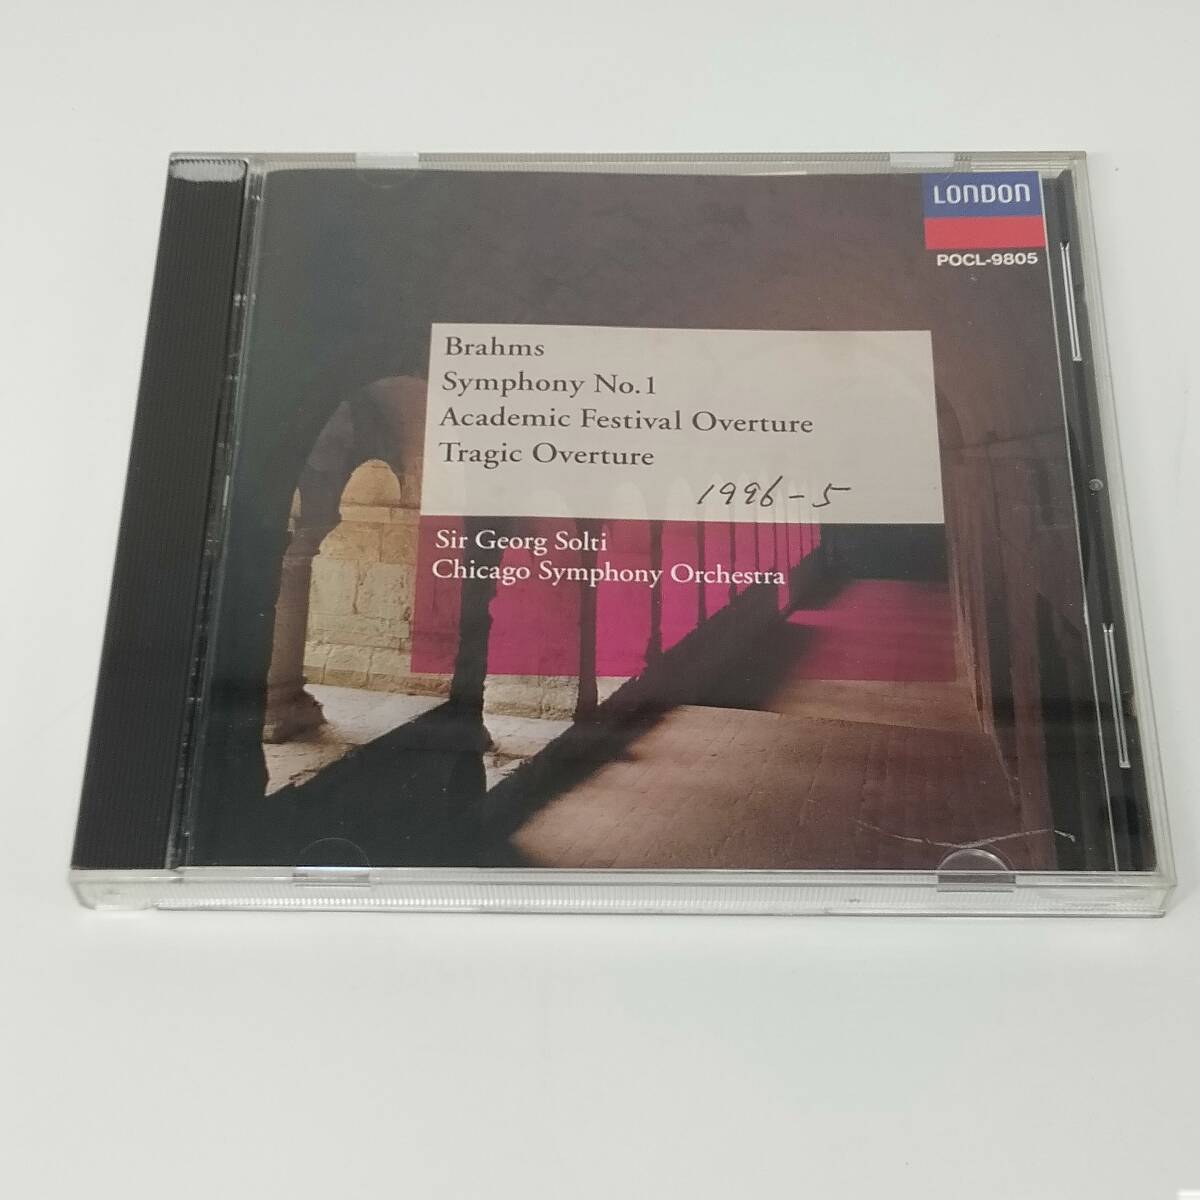 LONDON
POCL-9805
Brahms
Symphony No.1
Academic Festival Overture
Tragic Overture
1996-5
Sir Georg Solti
Chicago Symphony Orchestra